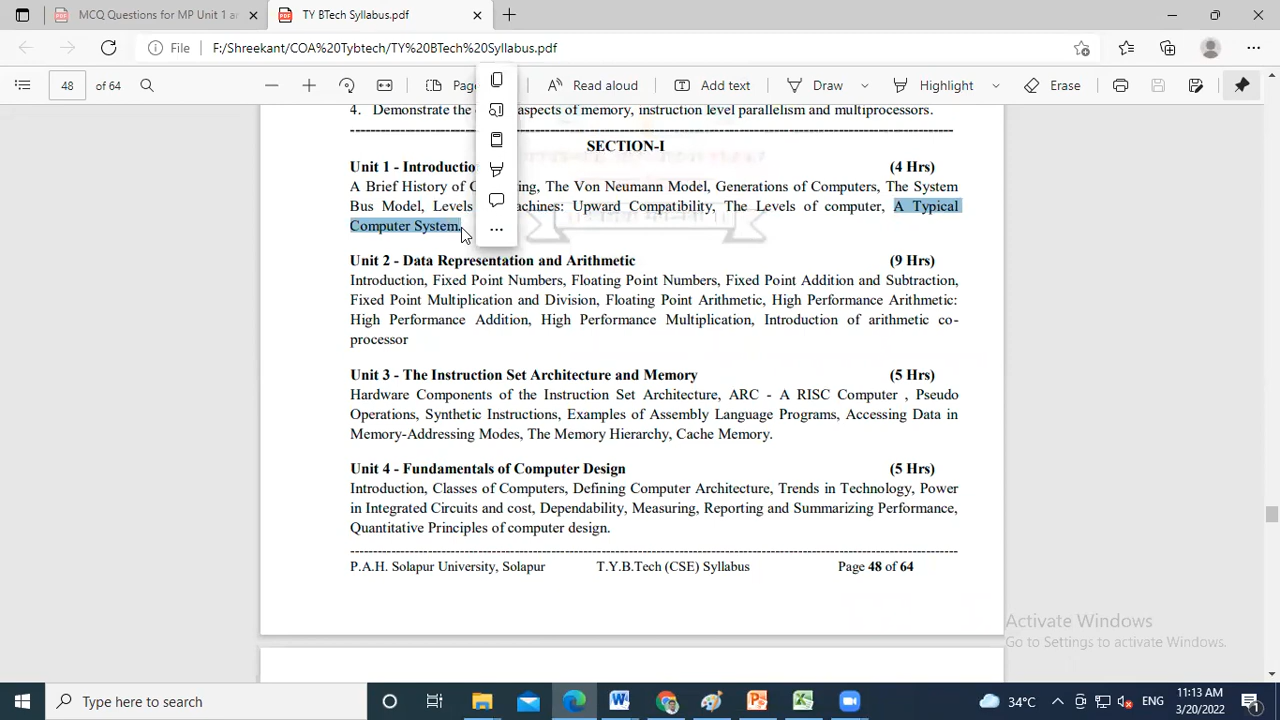 MCQ Questions for MP Unit 1 a
TY BTech Syllabus.pdf
File
F:/Shreekant/COA%20Tybtech/TY%20BTech%20Syllabus.pdf
48
of 64
Read aloud
Add text
Draw
Highlight
Erase
4. Demonstrate the aspects of memory, instruction level parallelism and multiprocessors.
SECTION-I
Unit 1 - Introductio (4 Hrs)
A Brief History of C ing, The Von Neumann Model, Generations of Computers, The System
Bus Model, Levels achines: Upward Compatibility, The Levels of computer, A Typical
Computer System.
Unit 2 - Data Representation and Arithmetic (9 Hrs)
Introduction, Fixed Point Numbers, Floating Point Numbers, Fixed Point Addition and Subtraction,
Fixed Point Multiplication and Division, Floating Point Arithmetic, High Performance Arithmetic:
High Performance Addition, High Performance Multiplication, Introduction of arithmetic co-
processor
Unit 3 - The Instruction Set Architecture and Memory (5 Hrs)
Hardware Components of the Instruction Set Architecture, ARC - A RISC Computer , Pseudo
Operations, Synthetic Instructions, Examples of Assembly Language Programs, Accessing Data in
Memory-Addressing Modes, The Memory Hierarchy, Cache Memory.
Unit 4 - Fundamentals of Computer Design (5 Hrs)
Introduction, Classes of Computers, Defining Computer Architecture, Trends in Technology, Power
in Integrated Circuits and cost, Dependability, Measuring, Reporting and Summarizing Performance,
Quantitative Principles of computer design.
P.A.H. Solapur University, Solapur T.Y.B.Tech (CSE) Syllabus Page 48 of 64
Activate Windows
Go to Settings to activate Windows.
Type here to search
34°C
ENG
11:13 AM
3/20/2022
1